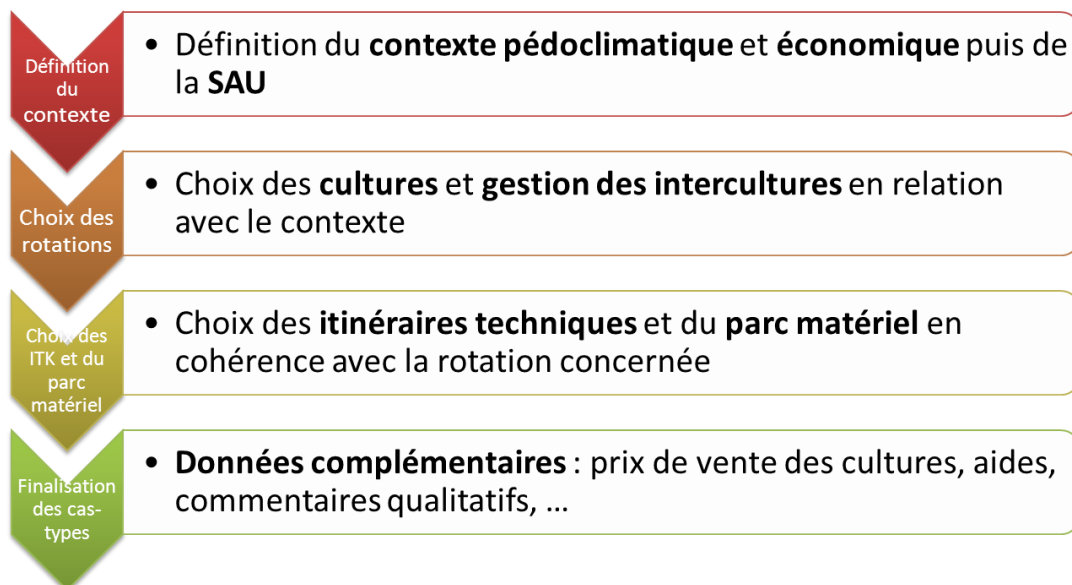 Définition
du
contexte
• Définition du contexte pédoclimatique et économique puis de
la SAU
Choix des
rotations
• Choix des cultures et gestion des intercultures en relation
avec le contexte
Choix des
ITK et du
parc
matériel
• Choix des itinéraires techniques et du parc matériel en
cohérence avec la rotation concernée
Finalisation
des cas-
types
• Données complémentaires : prix de vente des cultures, aides,
commentaires qualitatifs, …